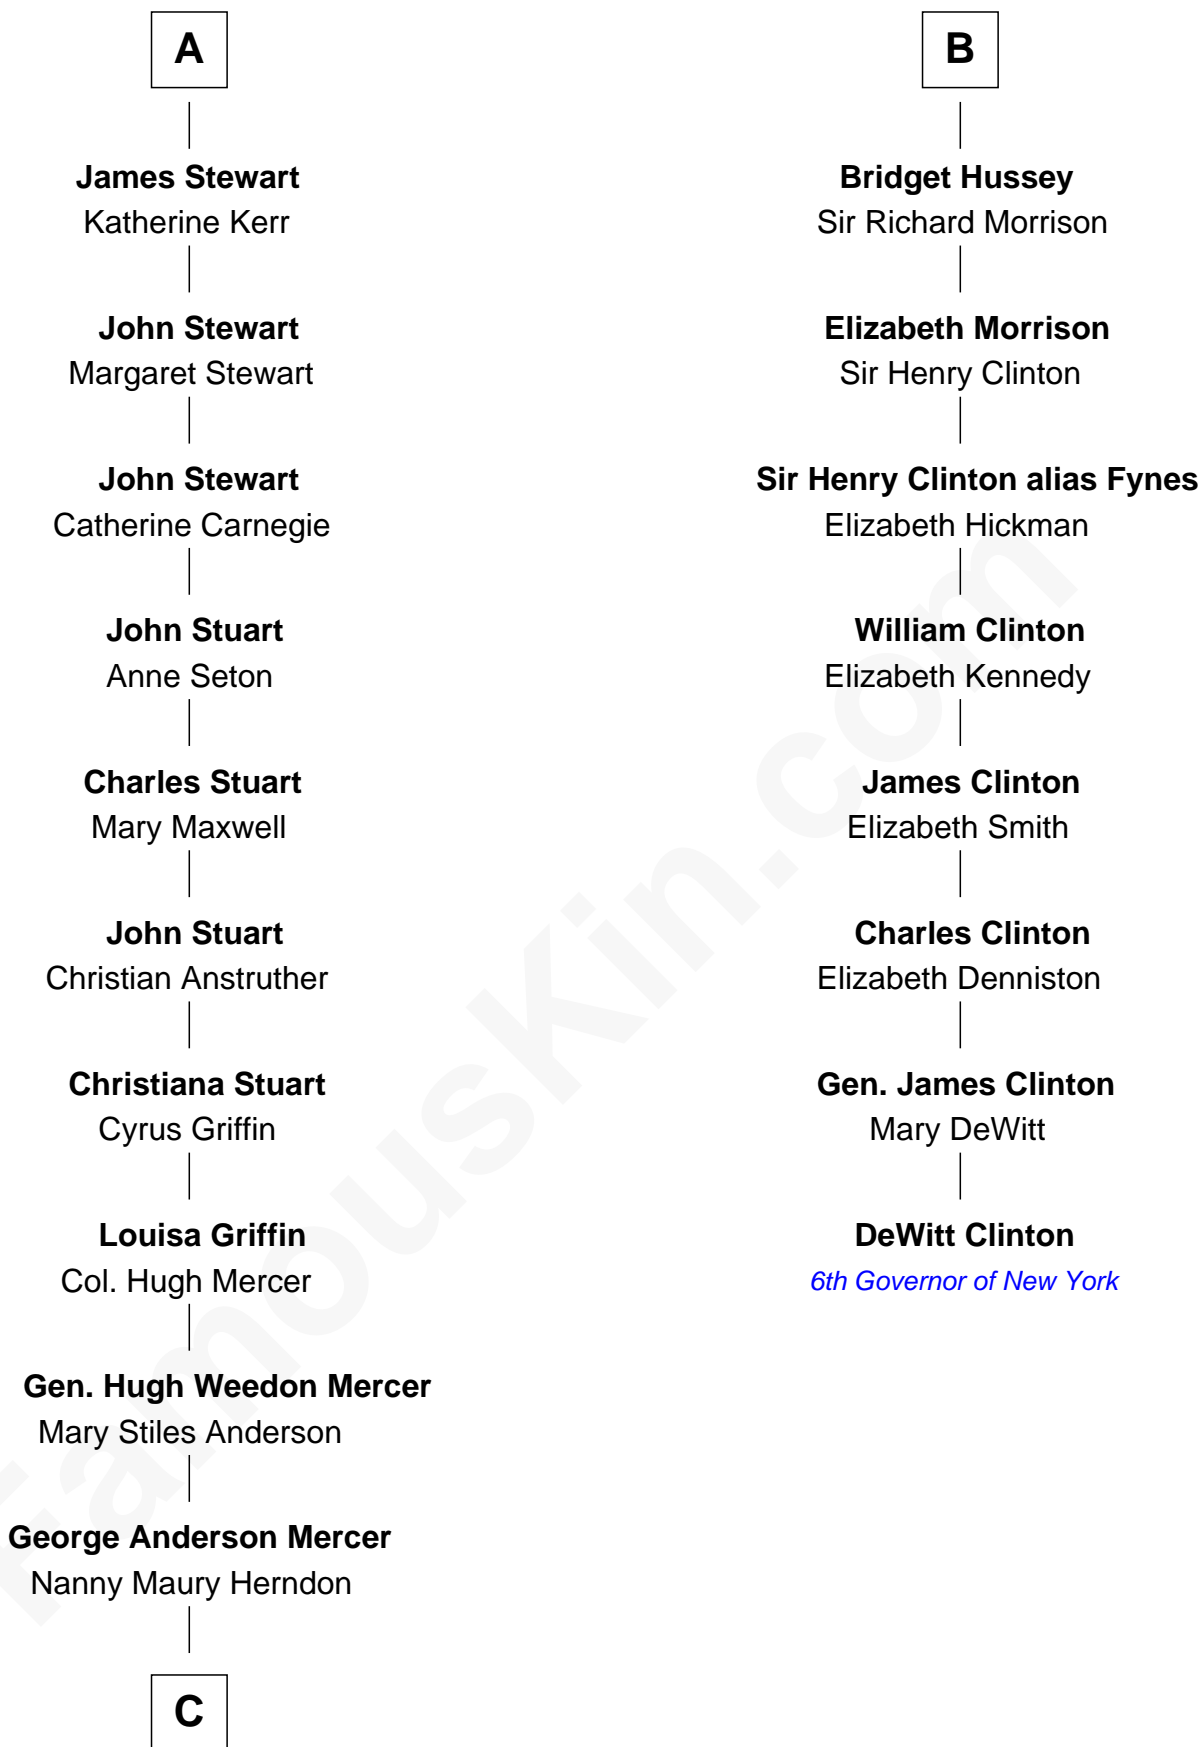 A
James Stewart
Katherine Kerr
John Stewart
Margaret Stewart
John Stewart
Catherine Carnegie
John Stuart
Anne Seton
Charles Stuart
Mary Maxwell
John Stuart
Christian Anstruther
Christiana Stuart
Cyrus Griffin
Louisa Griffin
Col. Hugh Mercer
Gen. Hugh Weedon Mercer
Mary Stiles Anderson
George Anderson Mercer
Nanny Maury Herndon
C
B
Bridget Hussey
Sir Richard Morrison
Elizabeth Morrison
Sir Henry Clinton
Sir Henry Clinton alias Fynes
Elizabeth Hickman
William Clinton
Elizabeth Kennedy
James Clinton
Elizabeth Smith
Charles Clinton
Elizabeth Denniston
Gen. James Clinton
Mary DeWitt
DeWitt Clinton
6th Governor of New York
FamousKin.com